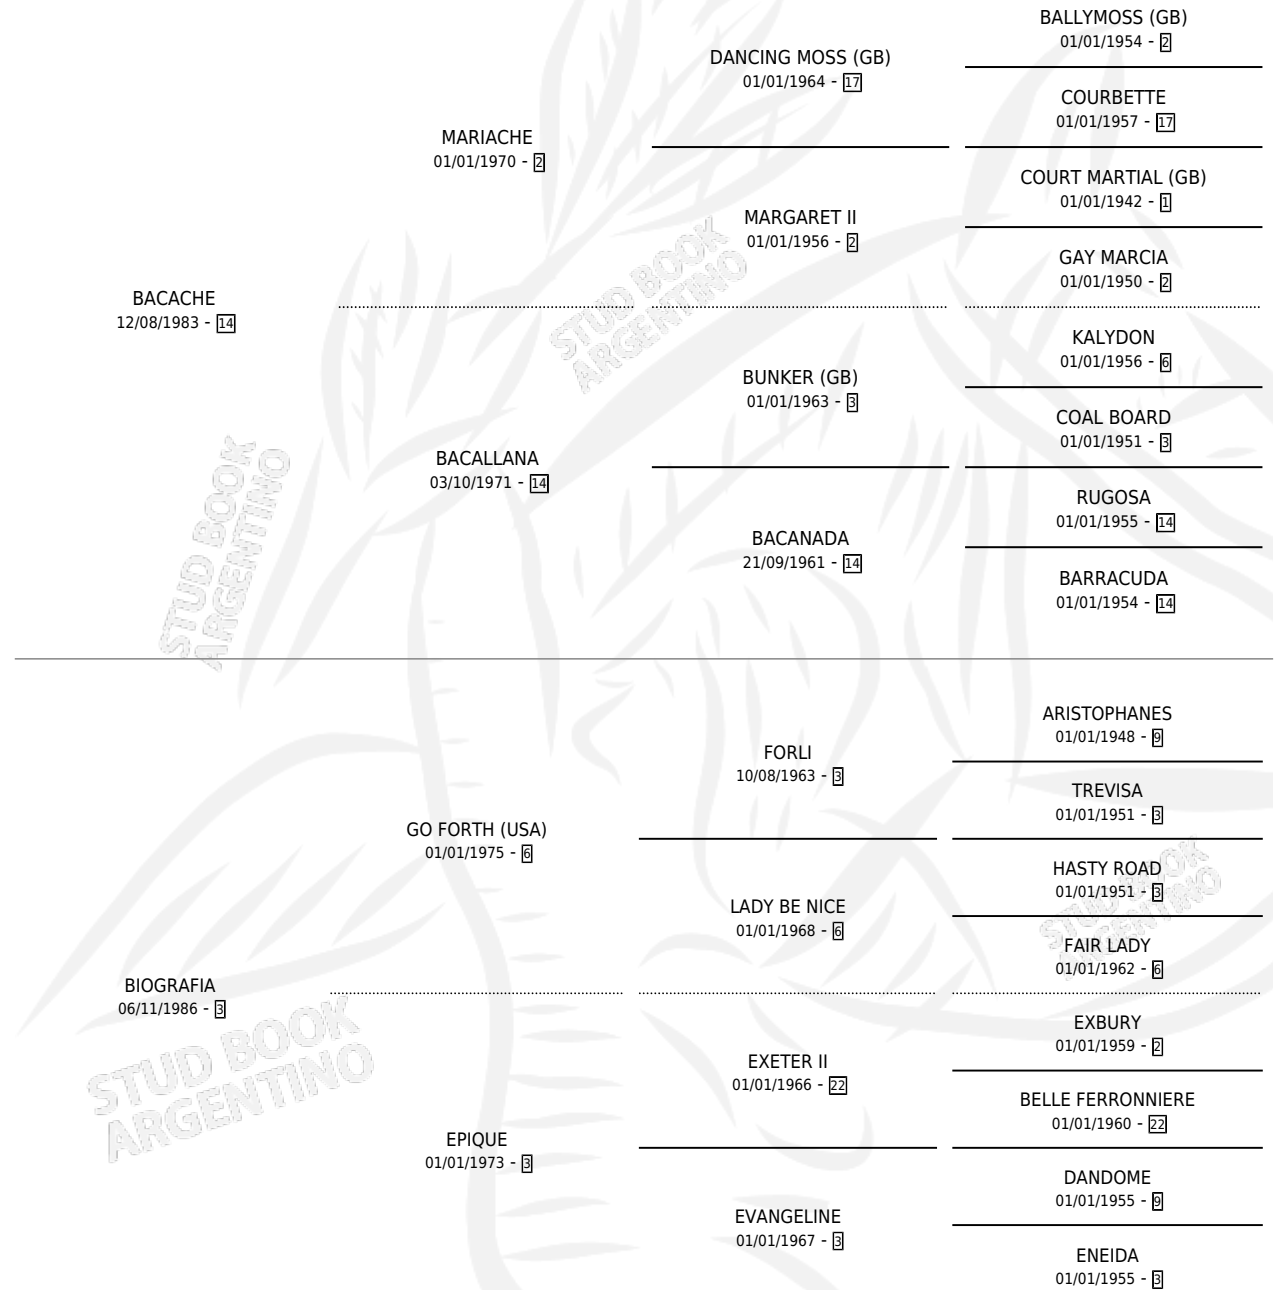 BALLYMOSS (GB)
01/01/1954 - 2
DANCING MOSS (GB)
01/01/1964 - 17
COURBETTE
01/01/1957 - 17
MARIACHE
01/01/1970 - 2
COURT MARTIAL (GB)
01/01/1942 - 1
MARGARET II
01/01/1956 - 2
GAY MARCIA
01/01/1950 - 2
BACACHE
12/08/1983 - 14
KALYDON
01/01/1956 - 6
BUNKER (GB)
01/01/1963 - 3
COAL BOARD
01/01/1951 - 3
BACALLANA
03/10/1971 - 14
RUGOSA
01/01/1955 - 14
BACANADA
21/09/1961 - 14
BARRACUDA
01/01/1954 - 14
ARISTOPHANES
01/01/1948 - 9
FORLI
10/08/1963 - 3
TREVISA
01/01/1951 - 3
GO FORTH (USA)
01/01/1975 - 6
HASTY ROAD
01/01/1951 - 3
LADY BE NICE
01/01/1968 - 6
FAIR LADY
01/01/1962 - 6
BIOGRAFIA
06/11/1986 - 3
EXBURY
01/01/1959 - 2
EXETER II
01/01/1966 - 22
BELLE FERRONNIERE
01/01/1960 - 22
EPIQUE
01/01/1973 - 3
DANDOME
01/01/1955 - 9
EVANGELINE
01/01/1967 - 3
ENEIDA
01/01/1955 - 3
STUD BOOK
ARGENTINO
STUD BOOK
ARGENTINO
STUD BOOK
ARGENTINO
STUD BOOK
ARGENTINO